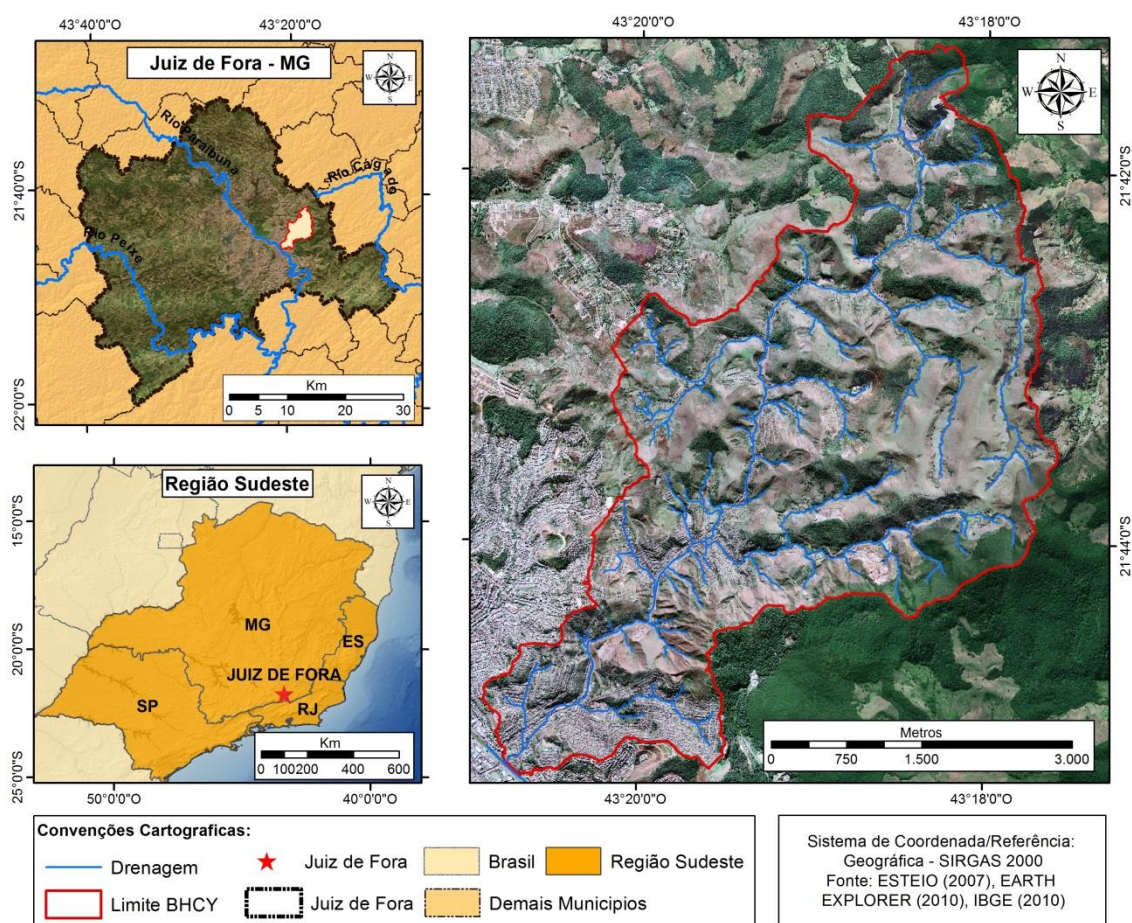 43°40'0"O
43°20'0"O
Juiz de Fora - MG
N
W
E
S
Rio Paraibuna
Rio Cágado
Rio Peixe
21°40'0"S
22°0'0"S
Km
0 5 10 20 30
Região Sudeste
N
W
E
S
15°0'0"S
20°0'0"S
25°0'0"S
MG
ES
JUIZ DE FORA
SP
RJ
Km
0 100200 400 600
50°0'0"O
40°0'0"O
43°20'0"O
43°18'0"O
N
W
E
S
21°42'0"S
21°44'0"S
Metros
0 750 1.500 3.000
43°20'0"O
43°18'0"O
Convenções Cartograficas:
Drenagem
Juiz de Fora
Brasil
Região Sudeste
Limite BHCY
Juiz de Fora
Demais Municipios
Sistema de Coordenada/Referência:
Geográfica - SIRGAS 2000
Fonte: ESTEIO (2007), EARTH
EXPLORER (2010), IBGE (2010)